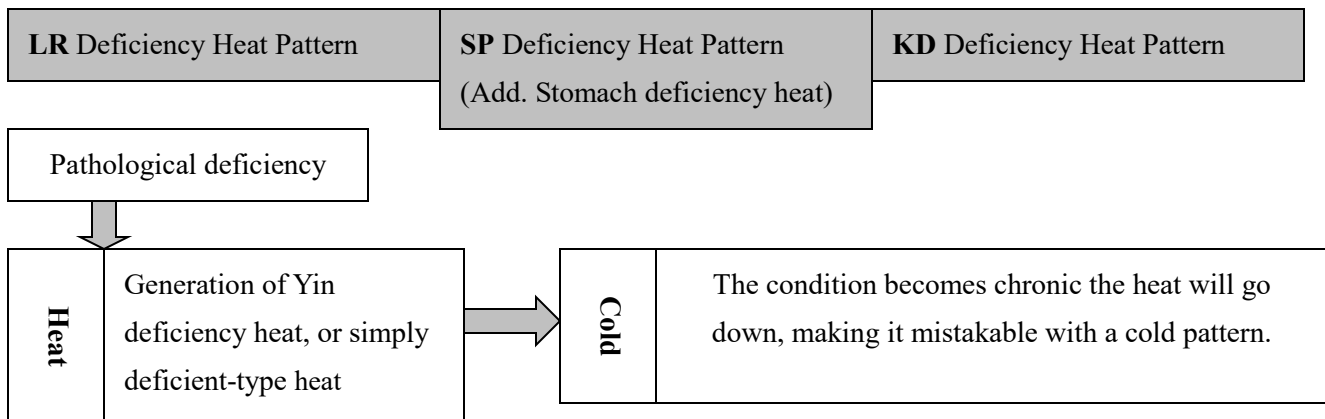 LR Deficiency Heat Pattern
SP Deficiency Heat Pattern
(Add. Stomach deficiency heat)
KD Deficiency Heat Pattern
Pathological deficiency
Heat
Generation of Yin
deficiency heat, or simply
deficient-type heat
Cold
The condition becomes chronic the heat will go
down, making it mistakable with a cold pattern.